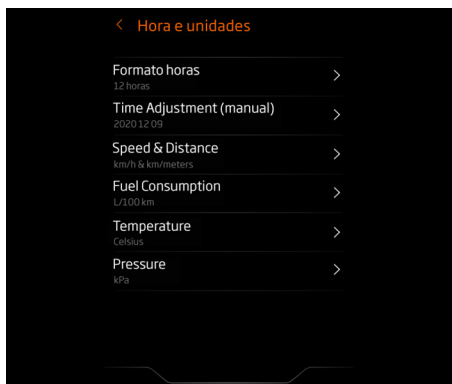 Hora e unidades
Formato horas
12 horas
Time Adjustment (manual)
2020 12 09
Speed & Distance
km/h & km/meters
Fuel Consumption
L/100 km
Temperature
Celsius
Pressure
kPa